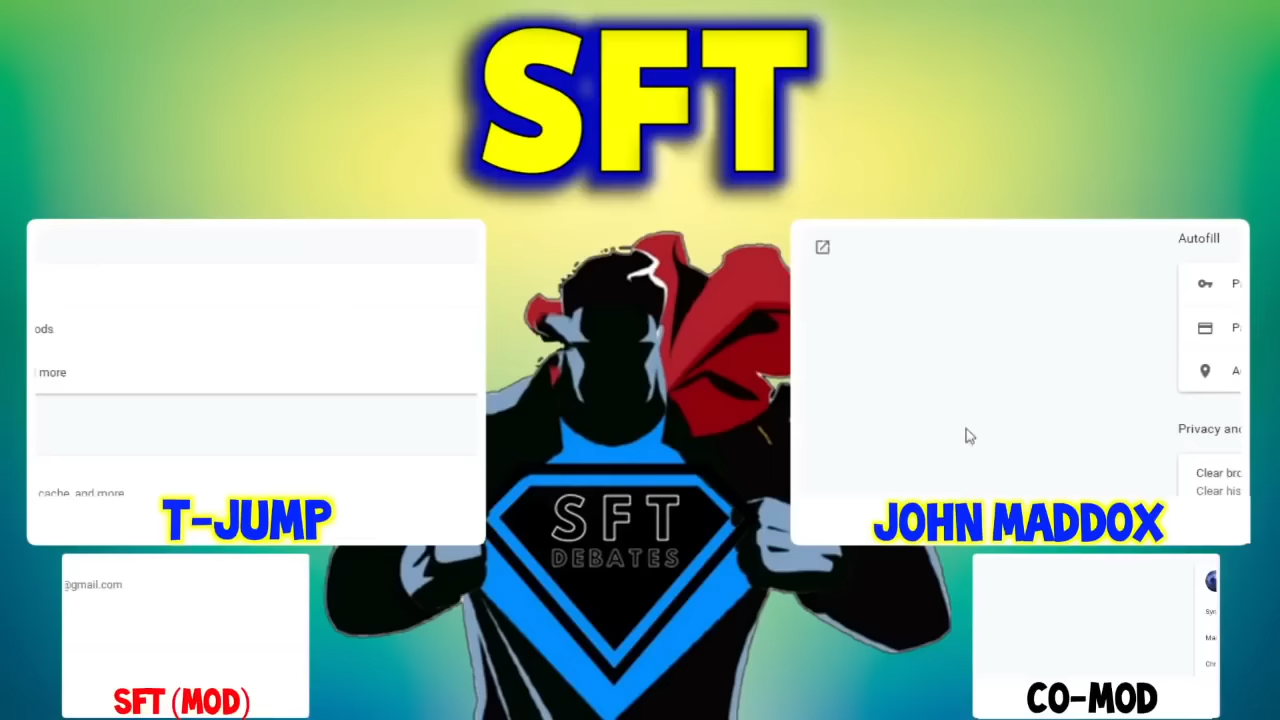 SFT
ods
more
cache, and more
T-JUMP
Autofill
Privacy and
Clear bro
Clear his
JOHN MADDOX
SFT
DEBATES
@gmail.com
SFT (MOD)
Syn
CO-MOD